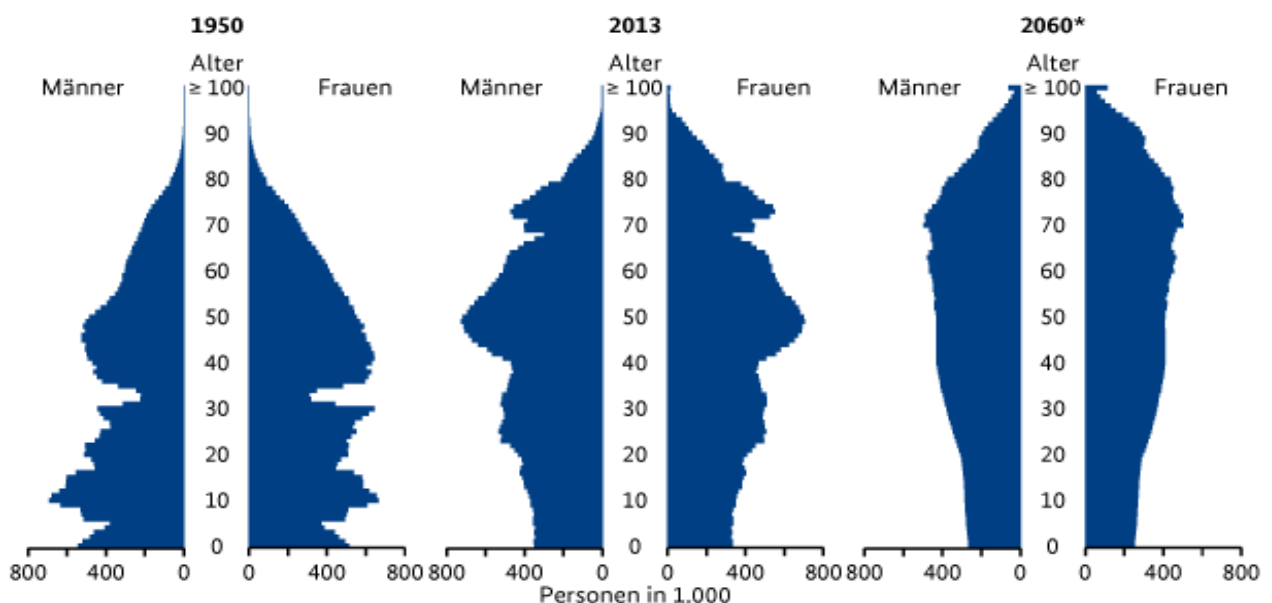 1950 2013 2060*
Alter Alter Alter
Männer ≥ 100 Frauen Männer ≥ 100 Frauen Männer ≥ 100 Frauen
90 90 90
80 80 80
70 70 70
60 60 60
50 50 50
40 40 40
30 30 30
20 20 20
10 10 10
0 0 0
800 400 0 0 400 800 800 400 0 0 400 800 800 400 0 0 400 800
Personen in 1.000